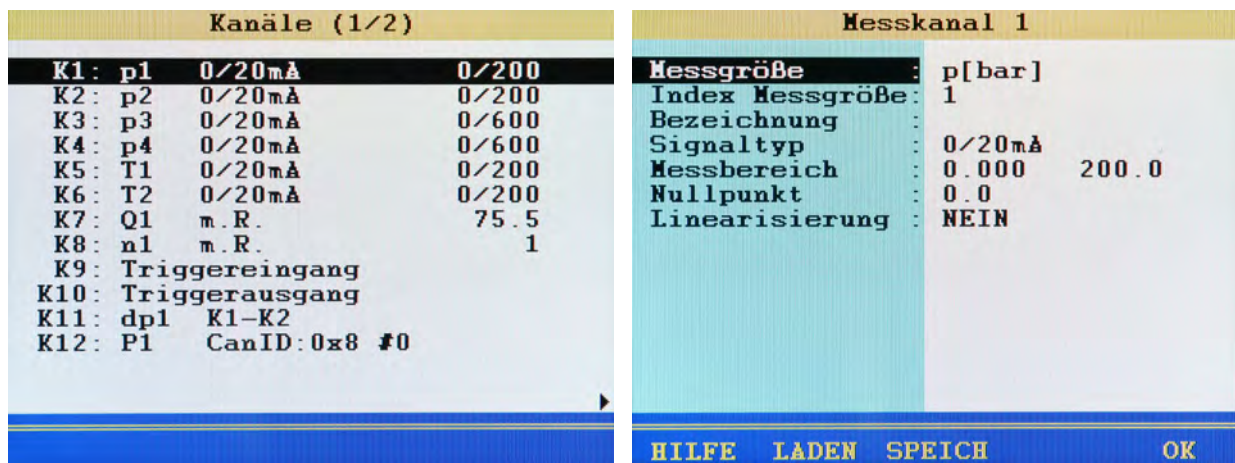 Kanäle (1/2)
K1: p1 0/20mA 0/200
K2: p2 0/20mA 0/200
K3: p3 0/20mA 0/600
K4: p4 0/20mA 0/600
K5: T1 0/20mA 0/200
K6: T2 0/20mA 0/200
K7: Q1 m.R. 75.5
K8: n1 m.R. 1
K9: Triggereingang
K10: Triggerausgang
K11: dp1 K1-K2
K12: P1 CanID:0x8 #0
Messkanal 1
Messgröße : p[bar]
Index Messgröße: 1
Bezeichnung :
Signaltyp : 0/20mA
Messbereich : 0.000 200.0
Nullpunkt : 0.0
Linearisierung : NEIN
HILFE LADEN SPEICH OK